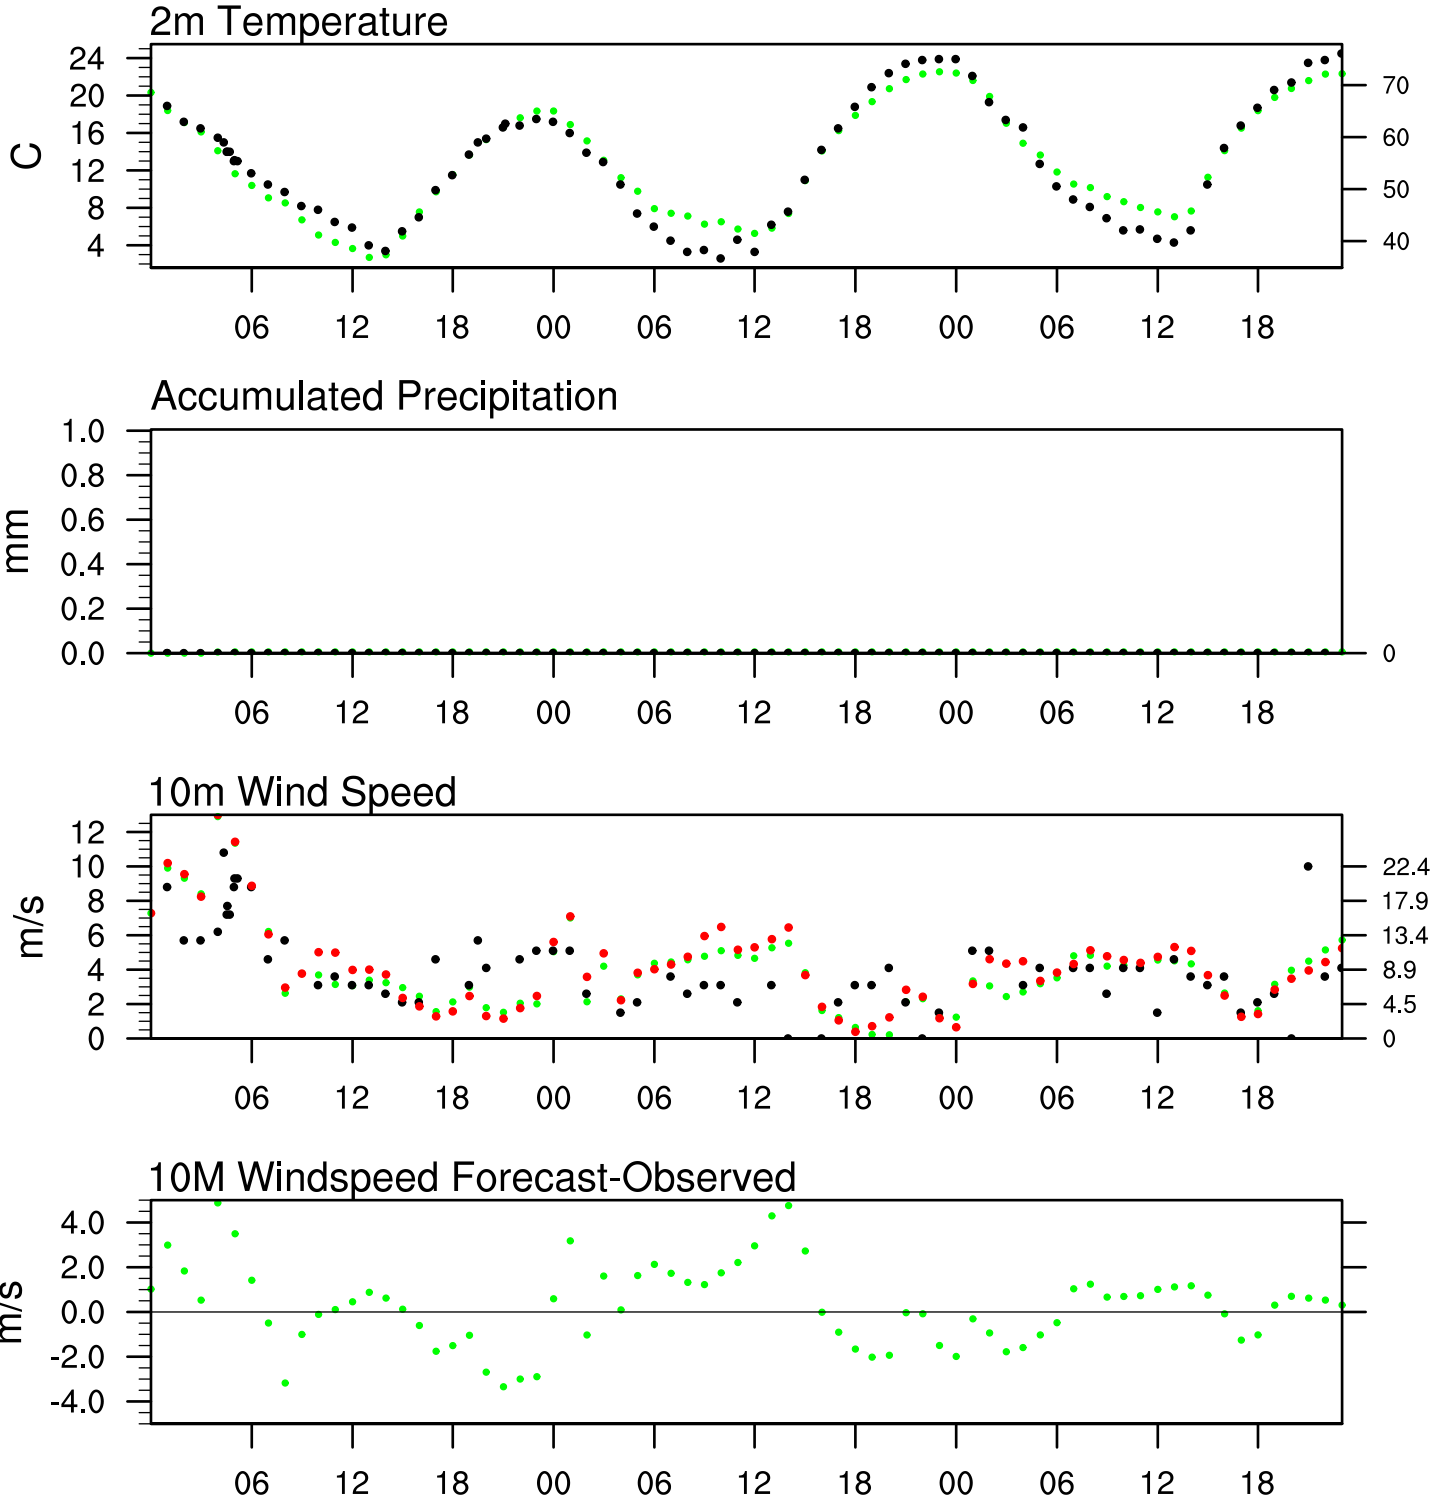 2m Temperature
24
20
16
12
8
4
C
70
60
50
40
06 12 18 00 06 12 18 00 06 12 18
Accumulated Precipitation
1.0
0.8
0.6
0.4
0.2
0.0
mm
0
06 12 18 00 06 12 18 00 06 12 18
10m Wind Speed
12
10
8
6
4
2
0
m/s
22.4
17.9
13.4
8.9
4.5
0
06 12 18 00 06 12 18 00 06 12 18
10M Windspeed Forecast-Observed
4.0
2.0
0.0
-2.0
-4.0
m/s
06 12 18 00 06 12 18 00 06 12 18